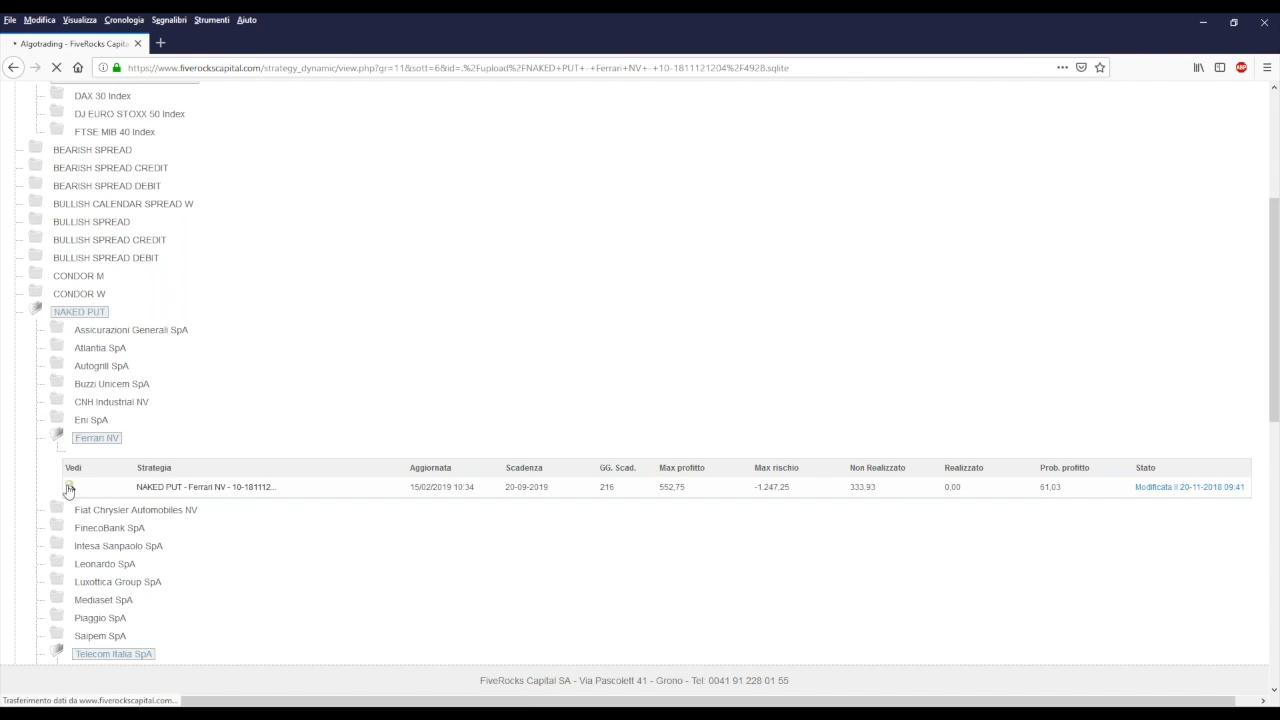 File Modifica Visualizza Cronologia Segnalibri Strumenti Aiuto
Algotrading - FiveRocks Capita
https://www.fiverockscapital.com/strategy_dynamic/view.php?gr=11&sott=6&id=.%2Fupload%2FNAKED+PUT+-+Ferrari+NV+-+10-1811121204%2F4928.sqlite
DAX 30 Index
DJ EURO STOXX 50 Index
FTSE MIB 40 Index
BEARISH SPREAD
BEARISH SPREAD CREDIT
BEARISH SPREAD DEBIT
BULLISH CALENDAR SPREAD W
BULLISH SPREAD
BULLISH SPREAD CREDIT
BULLISH SPREAD DEBIT
CONDOR M
CONDOR W
NAKED PUT
Assicurazioni Generali SpA
Atlantia SpA
Autogrill SpA
Buzzi Unicem SpA
CNH Industrial NV
Eni SpA
Ferrari NV
Vedi Strategia Aggiornata Scadenza GG. Scad. Max profitto Max rischio Non Realizzato Realizzato Prob. profitto Stato
NAKED PUT - Ferrari NV - 10-181112... 15/02/2019 10:34 20-09-2019 216 552,75 -1.247,25 333,93 0,00 61,03 Modificata il 20-11-2018 09:41
Fiat Chrysler Automobiles NV
FinecoBank SpA
Intesa Sanpaolo SpA
Leonardo SpA
Luxottica Group SpA
Mediaset SpA
Piaggio SpA
Saipem SpA
Telecom Italia SpA
FiveRocks Capital SA - Via Pascolett 41 - Grono - Tel: 0041 91 228 01 55
Trasferimento dati da www.fiverockscapital.com...